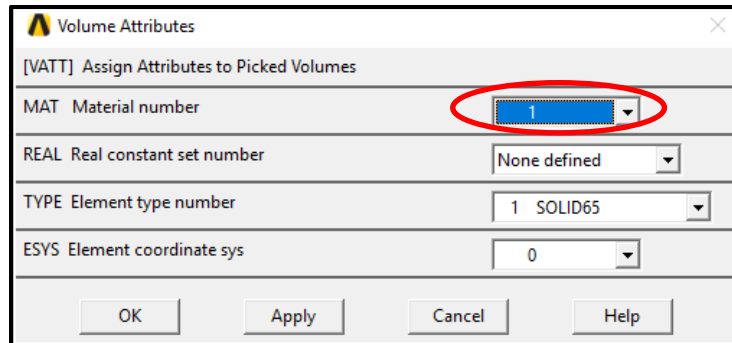 Volume Attributes
[VATT] Assign Attributes to Picked Volumes
MAT Material number 1
REAL Real constant set number None defined
TYPE Element type number 1 SOLID65
ESYS Element coordinate sys 0
OK Apply Cancel Help